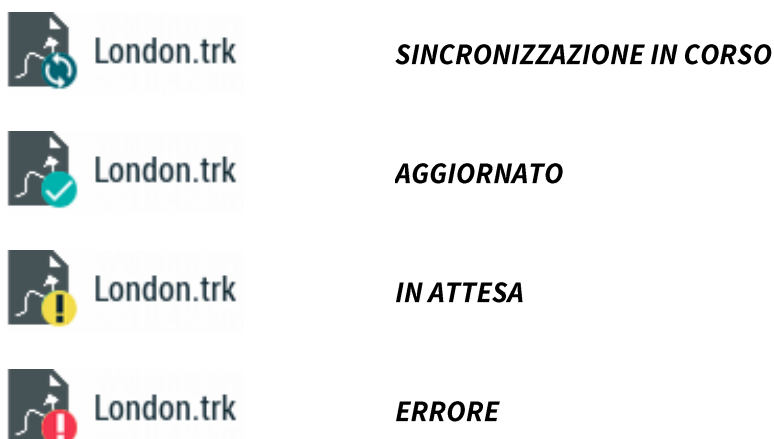 London.trk SINCRONIZZAZIONE IN CORSO
London.trk AGGIORNATO
London.trk IN ATTESA
London.trk ERRORE